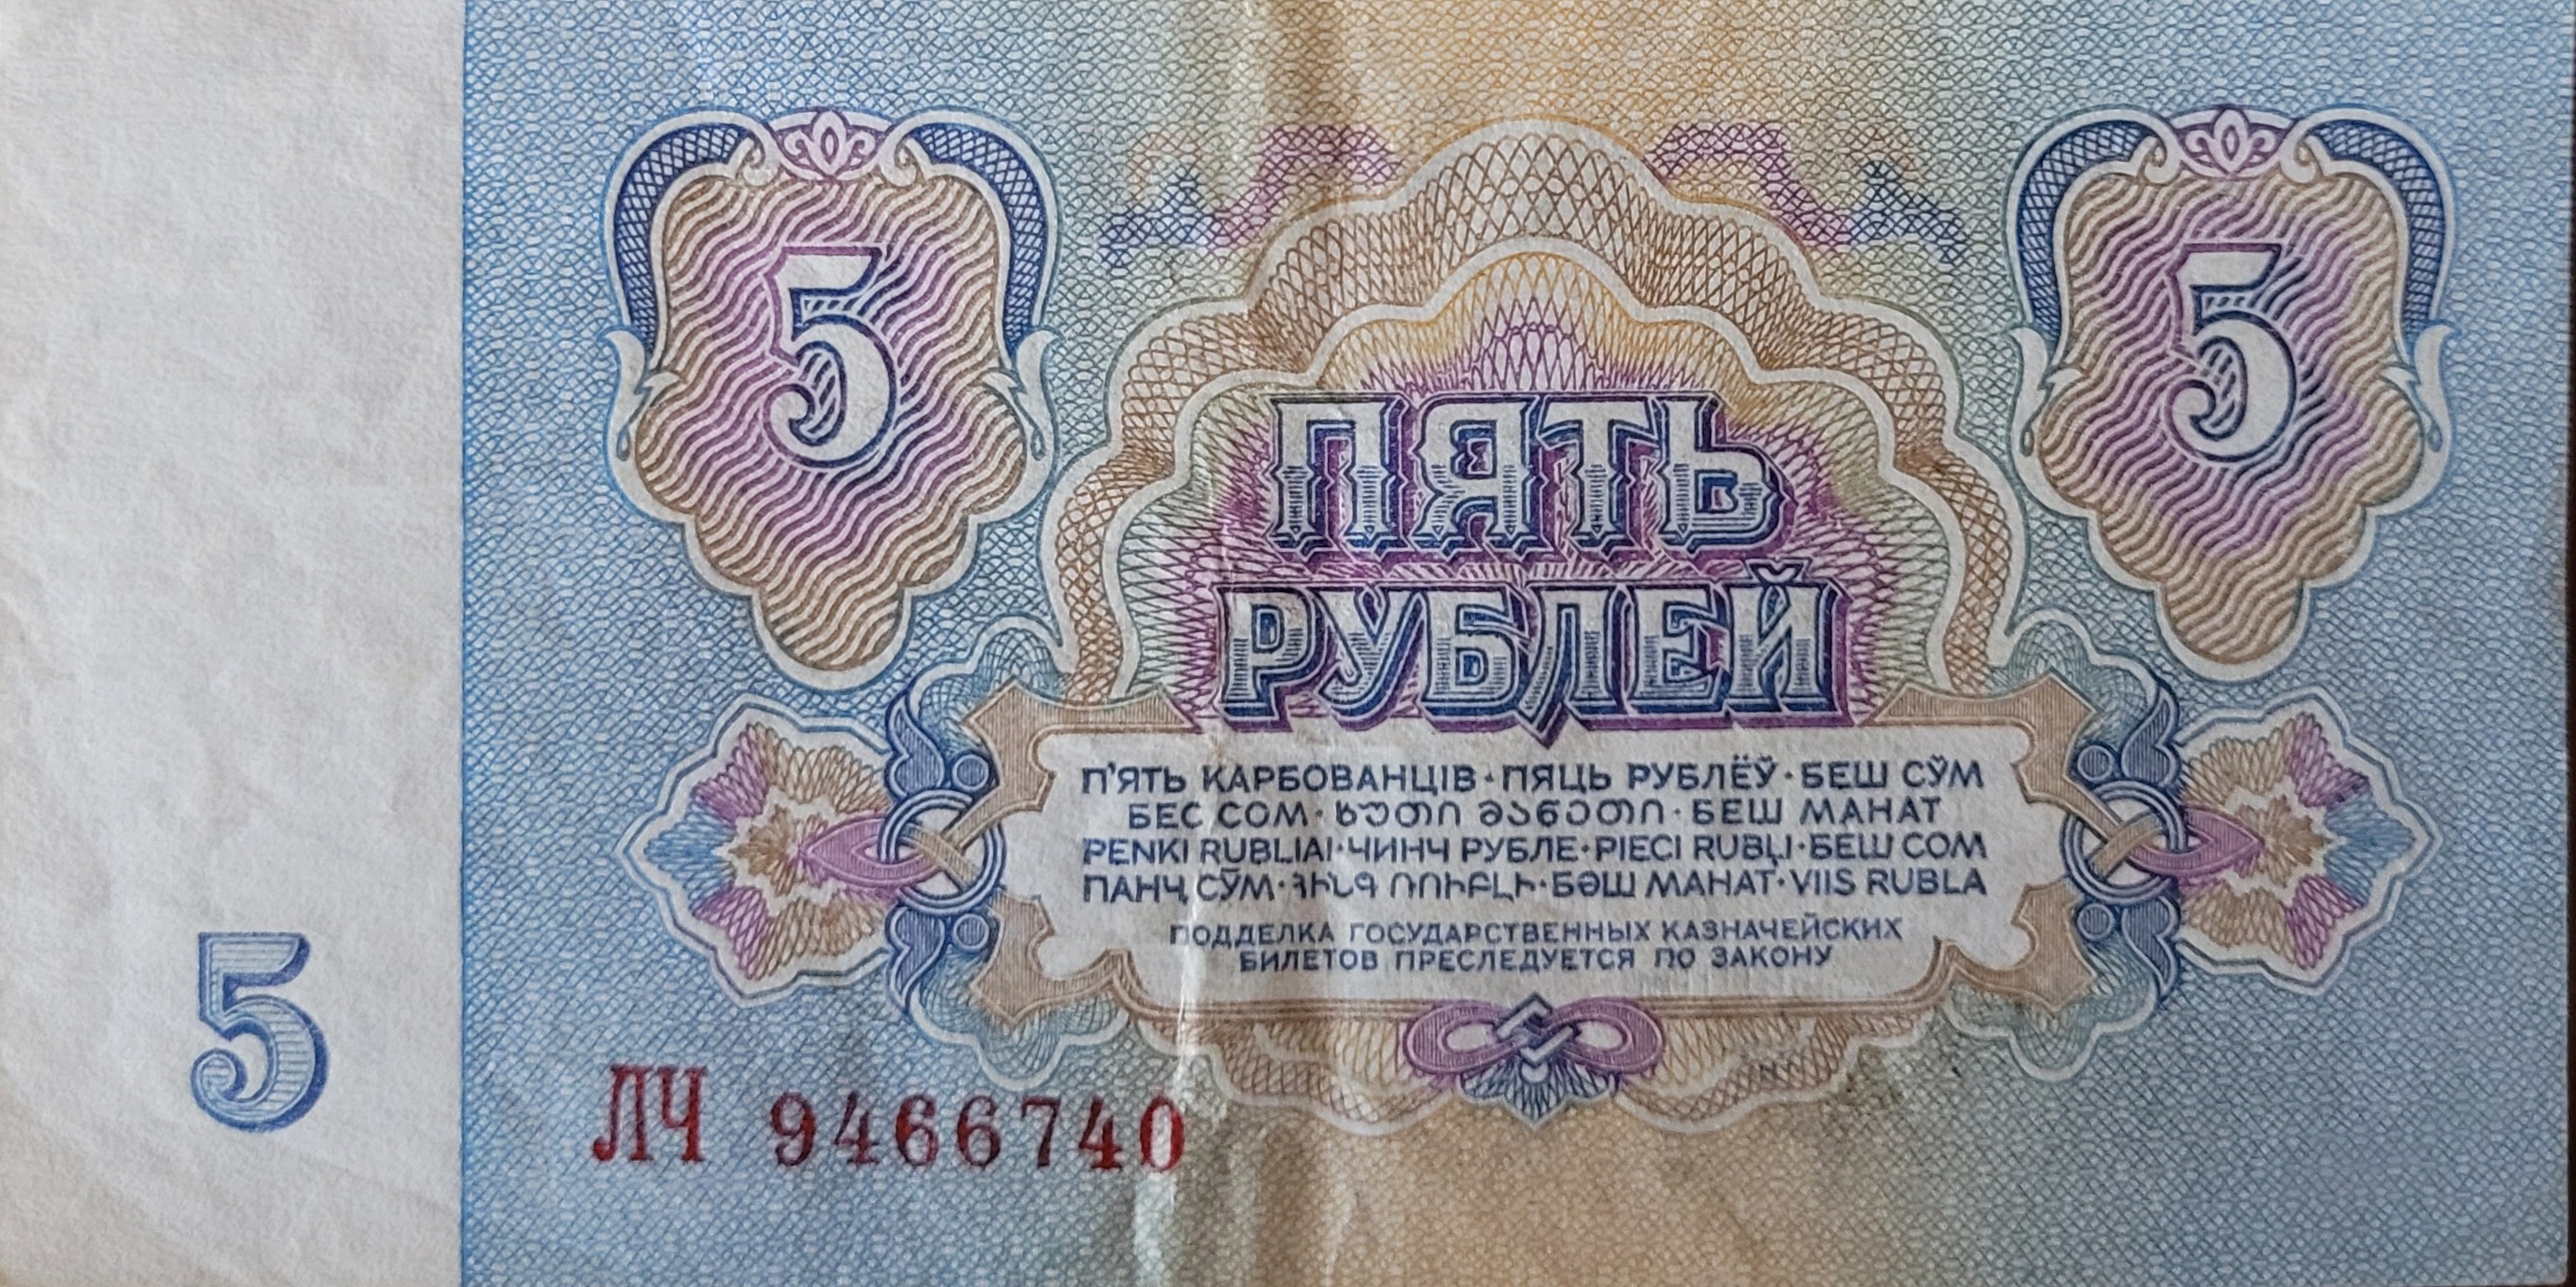 5
5
ПЯТЬ
РУБЛЕЙ
П'ЯТЬ КАРБОВАНЦІВ·ПЯЦЬ РУБЛЁЎ·БЕШ СЎМ
БЕС СОМ·ხუთი მანეთი·БЕШ МАНАТ
PENKI RUBLIAI·ЧИНЧ РУБЛЕ·PIECI RUBĻI·БЕШ СОМ
ПАНҶ СӮМ·ՀԻՆԳ ՌՈՒԲԼԻ·БӘШ МАНАТ·VIIS RUBLA
ПОДДЕЛКА ГОСУДАРСТВЕННЫХ КАЗНАЧЕЙСКИХ
БИЛЕТОВ ПРЕСЛЕДУЕТСЯ ПО ЗАКОНУ
5
ЛЧ 9466740